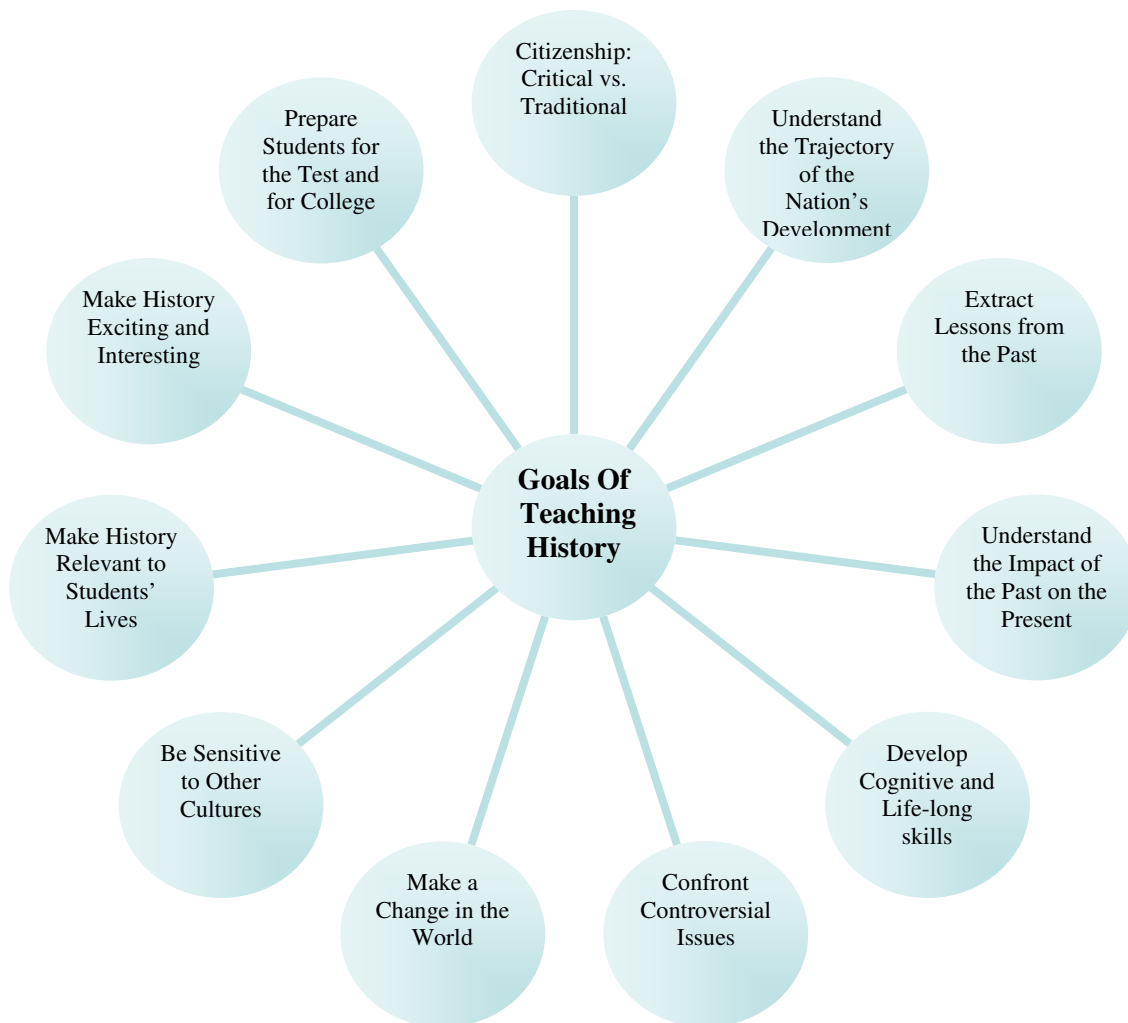 Citizenship:
Critical vs.
Traditional
Understand
the Trajectory
of the
Nation’s
Development
Extract
Lessons from
the Past
Understand
the Impact of
the Past on the
Present
Develop
Cognitive and
Life-long
skills
Confront
Controversial
Issues
Make a
Change in the
World
Be Sensitive
to Other
Cultures
Make History
Relevant to
Students’
Lives
Make History
Exciting and
Interesting
Prepare
Students for
the Test and
for College
Goals Of
Teaching
History